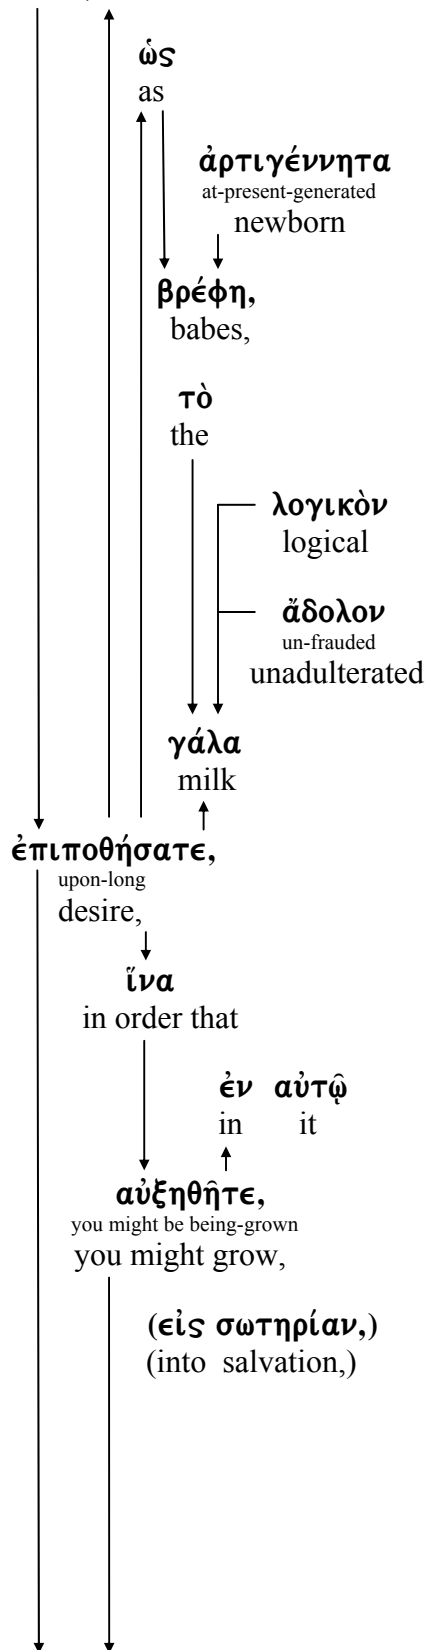 ὡς
as
ἀρτιγέννητα
at-present-generated
newborn
βρέφη,
babes,
τὸ
the
λογικὸν
logical
ἄδολον
un-frauded
unadulterated
γάλα
milk
ἐπιποθήσατε,
upon-long
desire,
ἵνα
in order that
ἐν αὐτῷ
in it
αὐξηθῆτε,
you might be being-grown
you might grow,
(εἰς σωτηρίαν,)
(into salvation,)